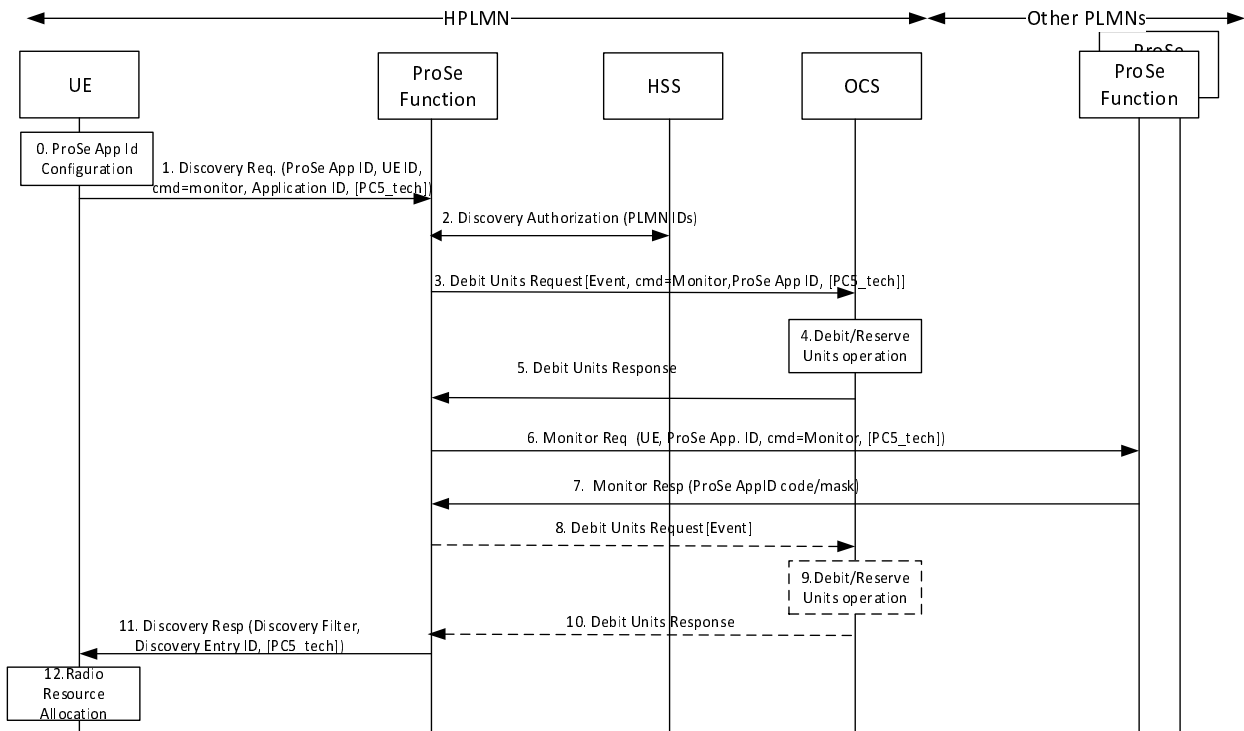 HPLMN
Other PLMNs
UE
ProSe
Function
HSS
OCS
ProSe
ProSe
Function
0. ProSe App Id
Configuration
1. Discovery Req. (ProSe App ID, UE ID,
cmd=monitor, Application ID, [PC5_tech])
2. Discovery Authorization (PLMN IDs)
3. Debit Units Request[Event, cmd=Monitor,ProSe App ID, [PC5_tech]]
4.Debit/Reserve
Units operation
5. Debit Units Response
6. Monitor Req (UE, ProSe App. ID, cmd=Monitor, [PC5_tech])
7. Monitor Resp (ProSe AppID code/mask)
8. Debit Units Request[Event]
9.Debit/Reserve
Units operation
10. Debit Units Response
11. Discovery Resp (Discovery Filter,
Discovery Entry ID, [PC5_tech])
12.Radio
Resource
Allocation